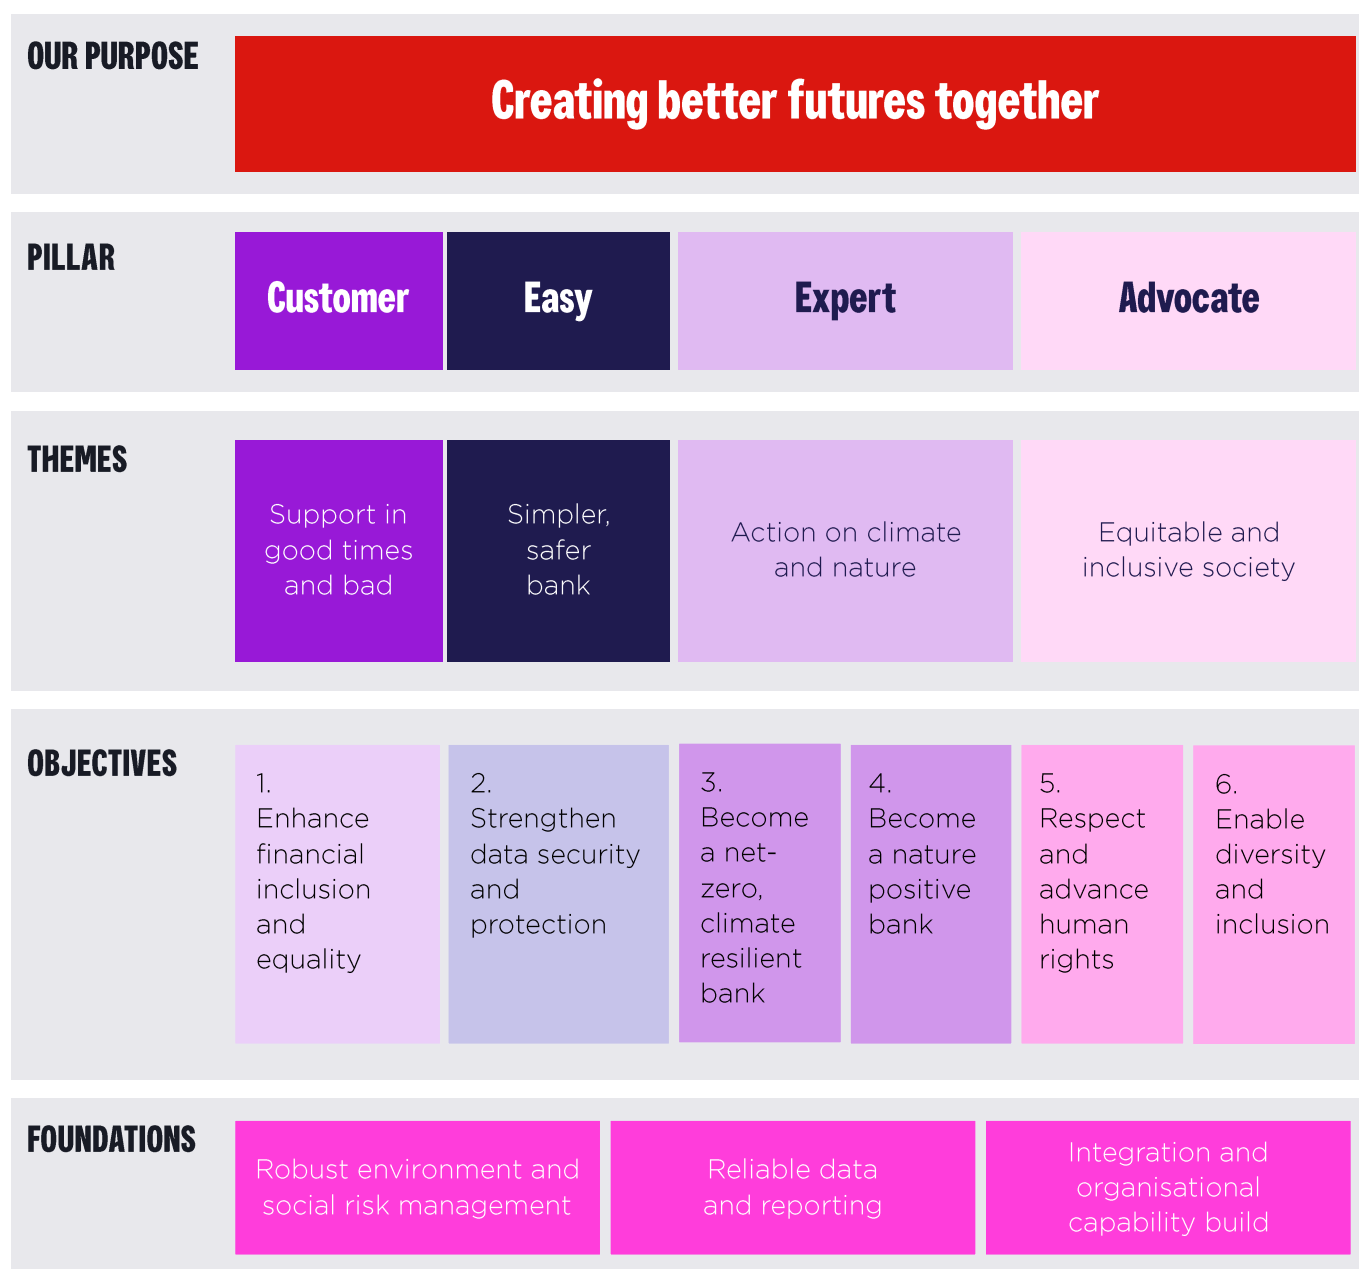 OUR PURPOSE
Creating better futures together
PILLAR
Customer
Easy
Expert
Advocate
THEMES
Support in
good times
and bad
Simpler,
safer
bank
Action on climate
and nature
Equitable and
inclusive society
OBJECTIVES
1.
Enhance
financial
inclusion
and
equality
2.
Strengthen
data security
and
protection
3.
Become
a net-
zero,
climate
resilient
bank
4.
Become
a nature
positive
bank
5.
Respect
and
advance
human
rights
6.
Enable
diversity
and
inclusion
FOUNDATIONS
Robust environment and
social risk management
Reliable data
and reporting
Integration and
organisational
capability build